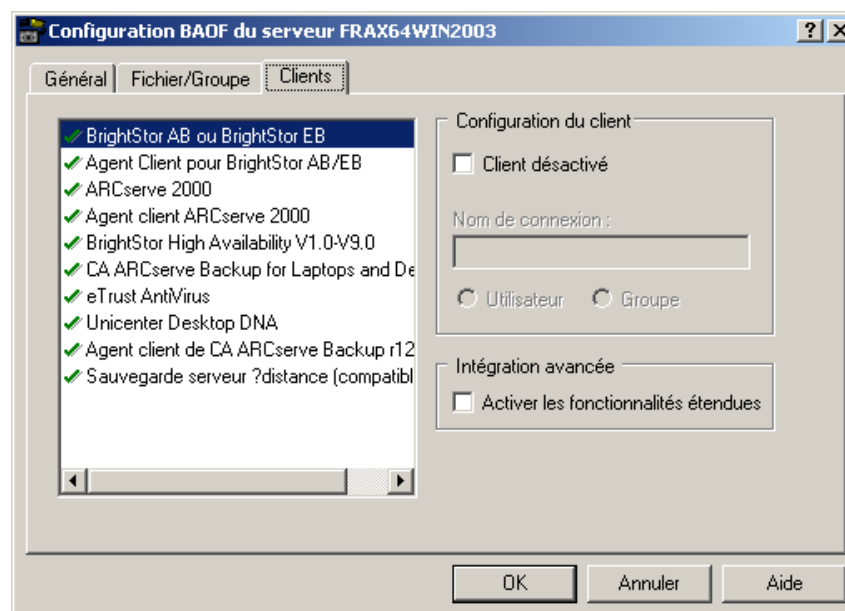 Configuration BAOF du serveur FRAX64WIN2003
Général
Fichier/Groupe
Clients
BrightStor AB ou BrightStor EB
Agent Client pour BrightStor AB/EB
ARCserve 2000
Agent client ARCserve 2000
BrightStor High Availability V1.0-V9.0
CA ARCserve Backup for Laptops and De
eTrust AntiVirus
Unicenter Desktop DNA
Agent client de CA ARCserve Backup r12
Sauvegarde serveur ?distance (compatibl
Configuration du client
Client désactivé
Nom de connexion :
Utilisateur
Groupe
Intégration avancée
Activer les fonctionnalités étendues
OK
Annuler
Aide